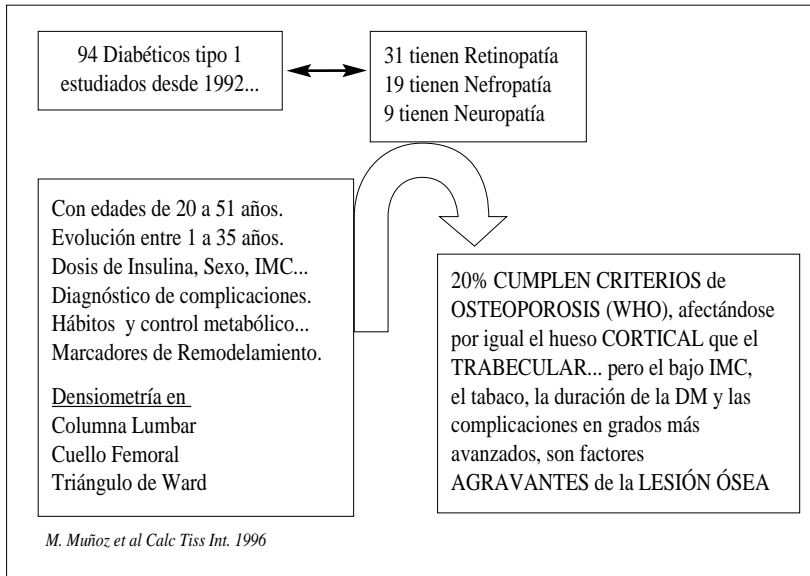 94 Diabéticos tipo 1
estudiados desde 1992...
31 tienen Retinopatía
19 tienen Nefropatía
9 tienen Neuropatía
Con edades de 20 a 51 años.
Evolución entre 1 a 35 años.
Dosis de Insulina, Sexo, IMC...
Diagnóstico de complicaciones.
Hábitos y control metabólico...
Marcadores de Remodelamiento.
Densiometría en
Columna Lumbar
Cuello Femoral
Triángulo de Ward
20% CUMPLEN CRITERIOS de
OSTEOPOROSIS (WHO), afectándose
por igual el hueso CORTICAL que el
TRABECULAR... pero el bajo IMC,
el tabaco, la duración de la DM y las
complicaciones en grados más
avanzados, son factores
AGRAVANTES de la LESIÓN ÓSEA
M. Muñoz et al Calc Tiss Int. 1996